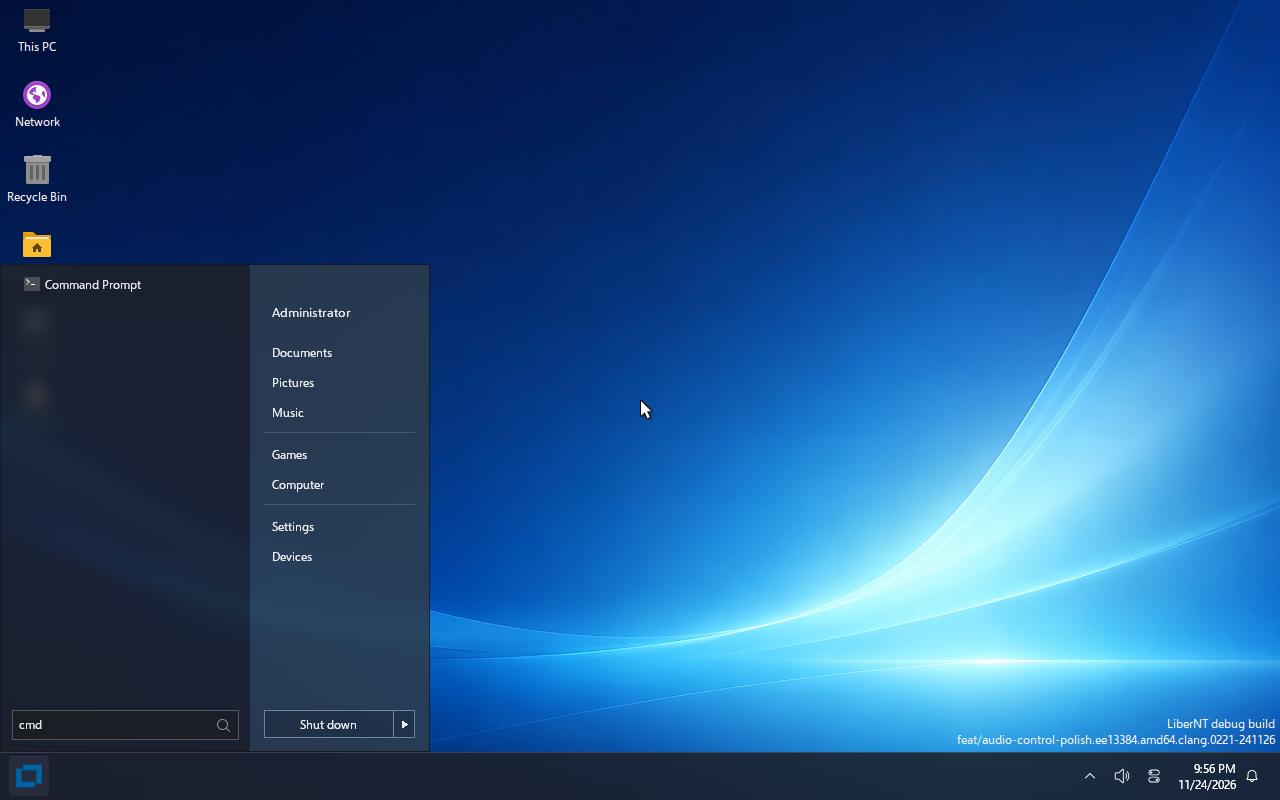 This PC
Network
Recycle Bin
Command Prompt
cmd
Administrator
Documents
Pictures
Music
Games
Computer
Settings
Devices
Shut down
LiberNT debug build
feat/audio-control-polish.ee13384.amd64.clang.0221-241126
9:56 PM
11/24/2026